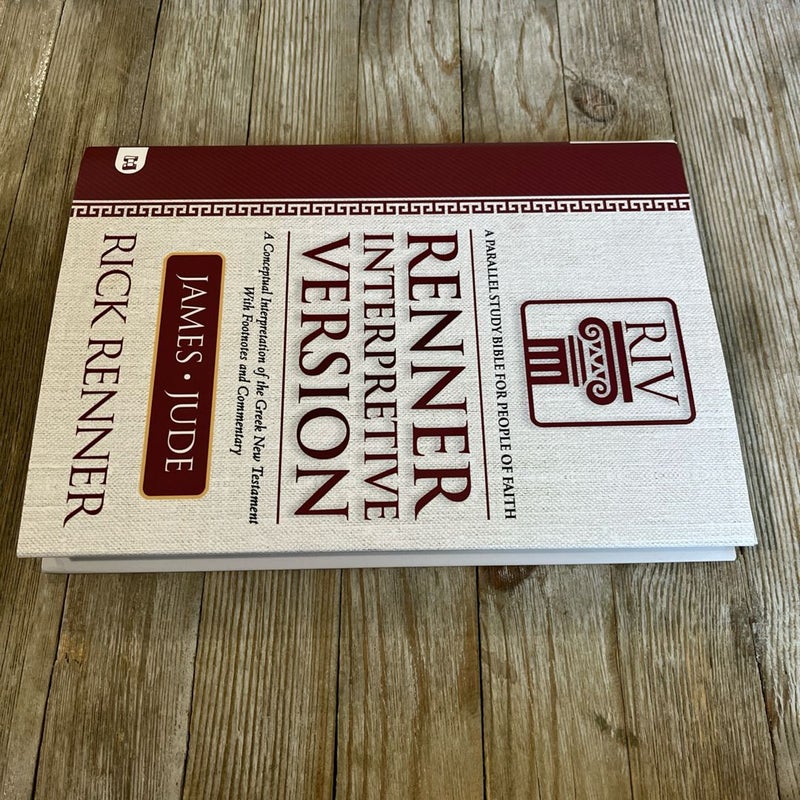 RIV
A PARALLEL STUDY BIBLE FOR PEOPLE OF FAITH
RENNER
INTERPRETIVE
VERSION
A Conceptual Interpretation of the Greek New Testament
With Footnotes and Commentary
JAMES • JUDE
RICK RENNER